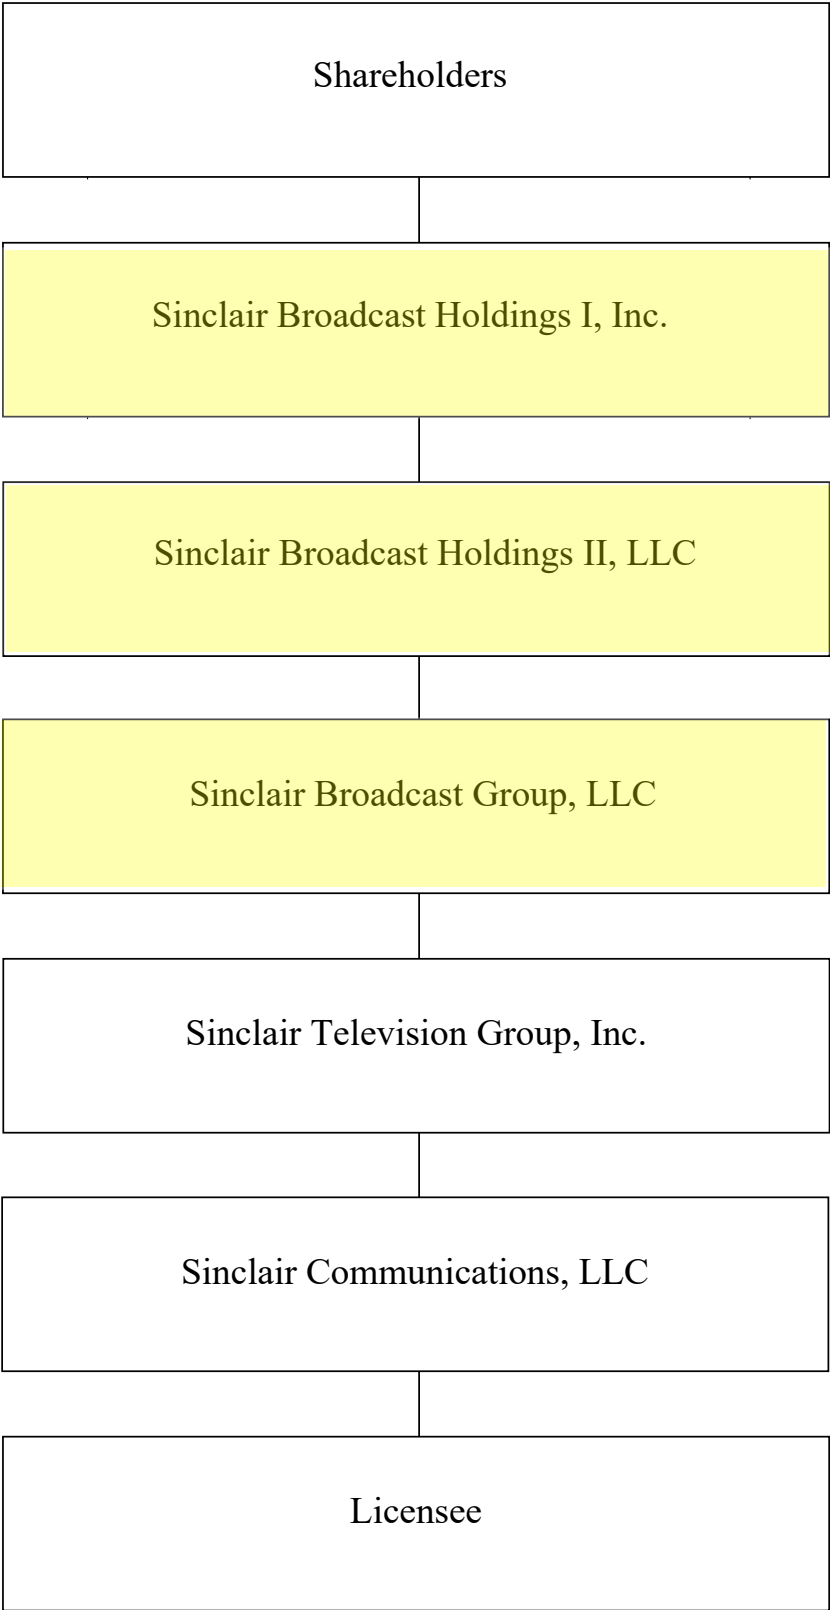 Shareholders
Sinclair Broadcast Holdings I, Inc.
Sinclair Broadcast Holdings II, LLC
Sinclair Broadcast Group, LLC
Sinclair Television Group, Inc.
Sinclair Communications, LLC
Licensee